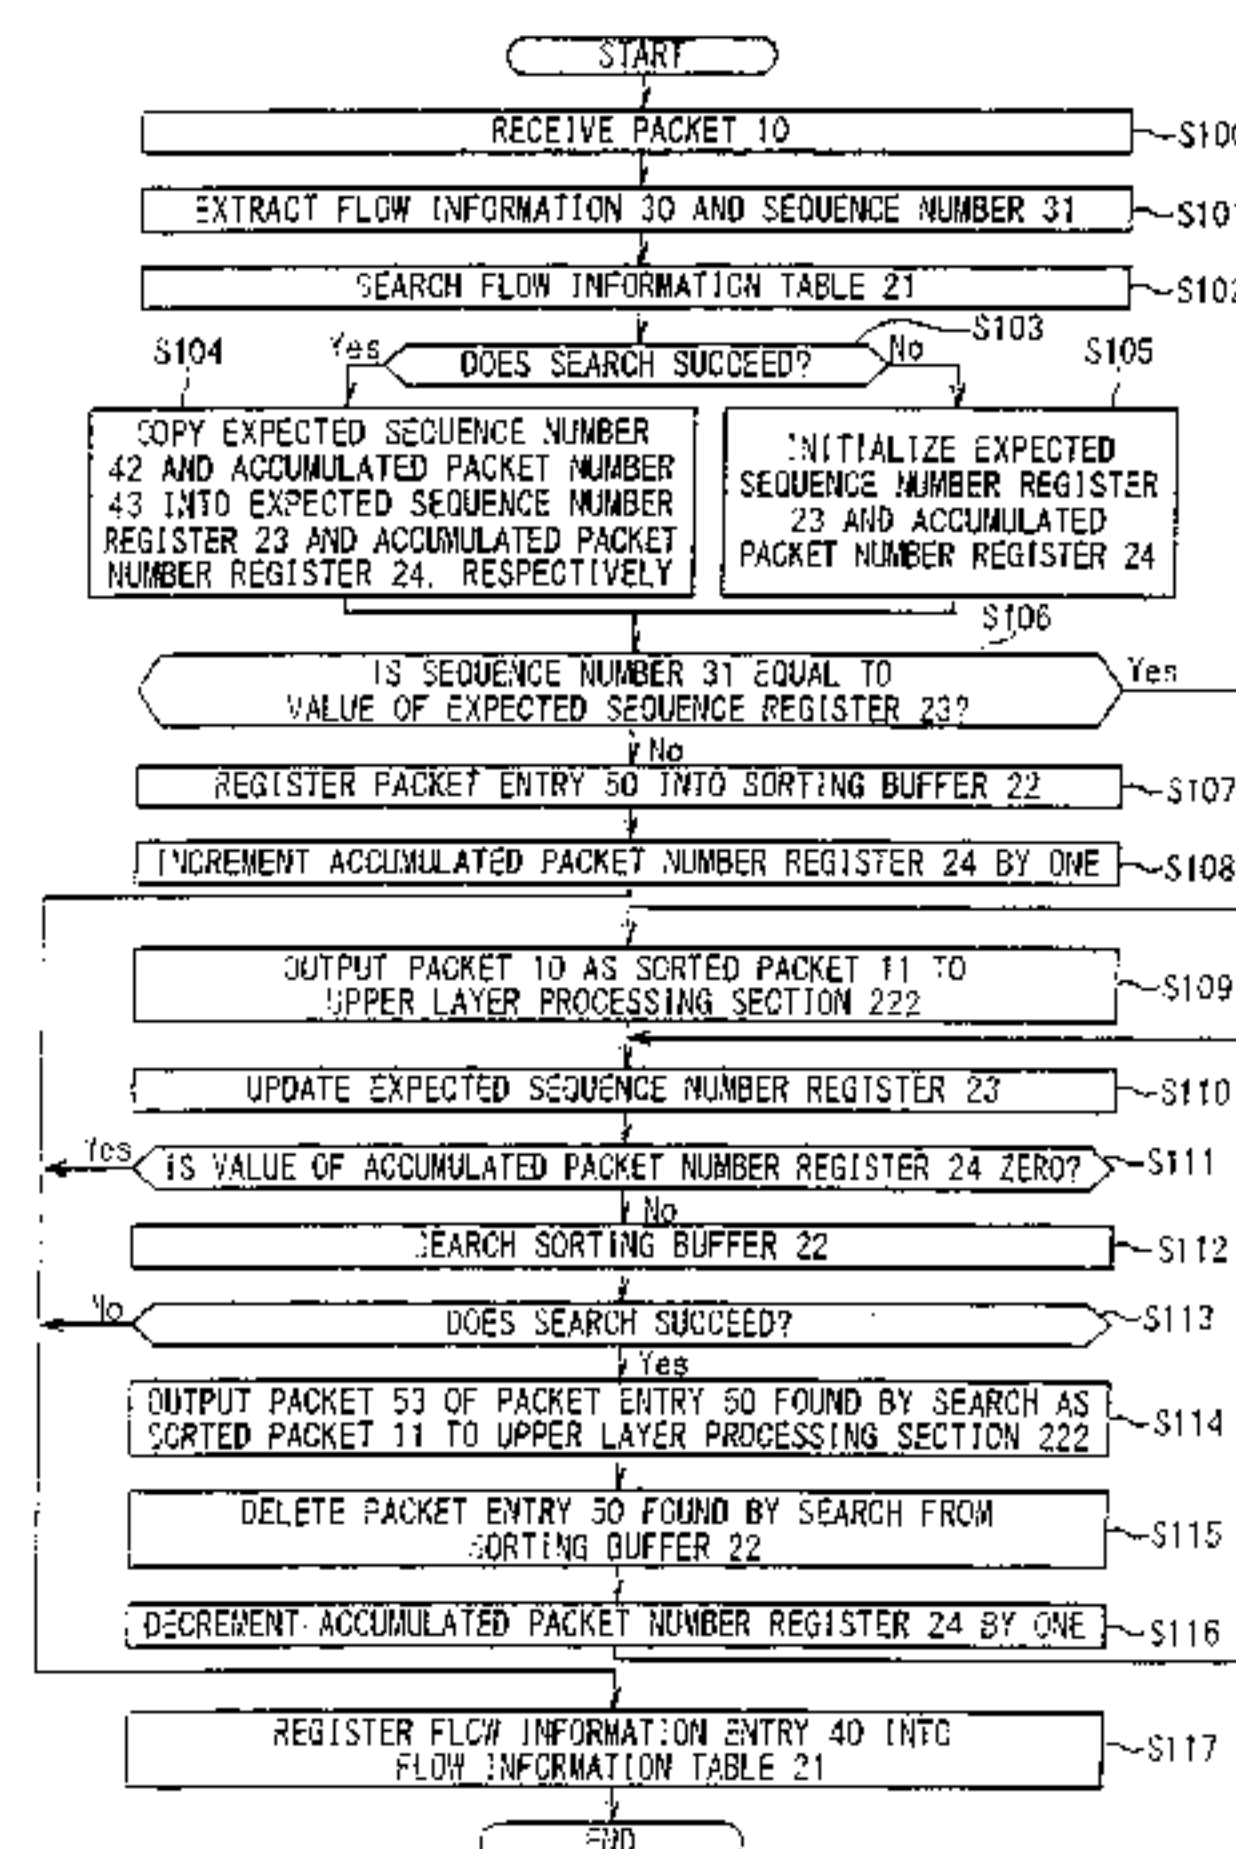 START
RECEIVE PACKET 10
S100
EXTRACT FLOW INFORMATION 30 AND SEQUENCE NUMBER 31
S101
SEARCH FLOW INFORMATION TABLE 21
S102
S103
S104
Yes
DOES SEARCH SUCCEED?
No
S105
COPY EXPECTED SEQUENCE NUMBER
42 AND ACCUMULATED PACKET NUMBER
43 INTO EXPECTED SEQUENCE NUMBER
REGISTER 23 AND ACCUMULATED PACKET
NUMBER REGISTER 24, RESPECTIVELY
INITIALIZE EXPECTED
SEQUENCE NUMBER REGISTER
23 AND ACCUMULATED
PACKET NUMBER REGISTER 24
S106
IS SEQUENCE NUMBER 31 EQUAL TO
VALUE OF EXPECTED SEQUENCE REGISTER 23?
Yes
No
REGISTER PACKET ENTRY 50 INTO SORTING BUFFER 22
S107
INCREMENT ACCUMULATED PACKET NUMBER REGISTER 24 BY ONE
S108
OUTPUT PACKET 10 AS SORTED PACKET 11 TO
UPPER LAYER PROCESSING SECTION 222
S109
UPDATE EXPECTED SEQUENCE NUMBER REGISTER 23
S110
Yes
IS VALUE OF ACCUMULATED PACKET NUMBER REGISTER 24 ZERO?
S111
No
SEARCH SORTING BUFFER 22
S112
No
DOES SEARCH SUCCEED?
S113
Yes
OUTPUT PACKET 53 OF PACKET ENTRY 50 FOUND BY SEARCH AS
SORTED PACKET 11 TO UPPER LAYER PROCESSING SECTION 222
S114
DELETE PACKET ENTRY 50 FOUND BY SEARCH FROM
SORTING BUFFER 22
S115
DECREMENT ACCUMULATED PACKET NUMBER REGISTER 24 BY ONE
S116
REGISTER FLOW INFORMATION ENTRY 40 INTO
FLOW INFORMATION TABLE 21
S117
END